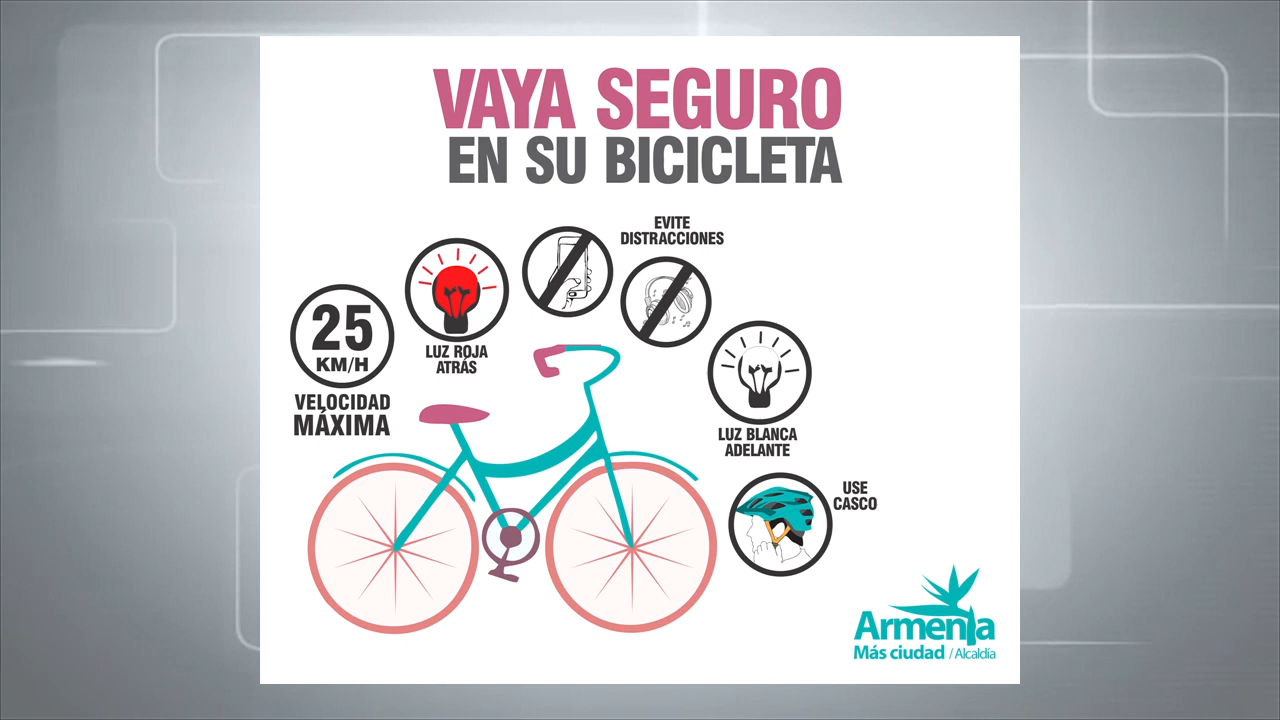 VAYA SEGURO
EN SU BICICLETA
25
KM/H
VELOCIDAD
MÁXIMA
LUZ ROJA
ATRÁS
EVITE
DISTRACCIONES
LUZ BLANCA
ADELANTE
USE
CASCO
Armenia
Más ciudad / Alcaldía